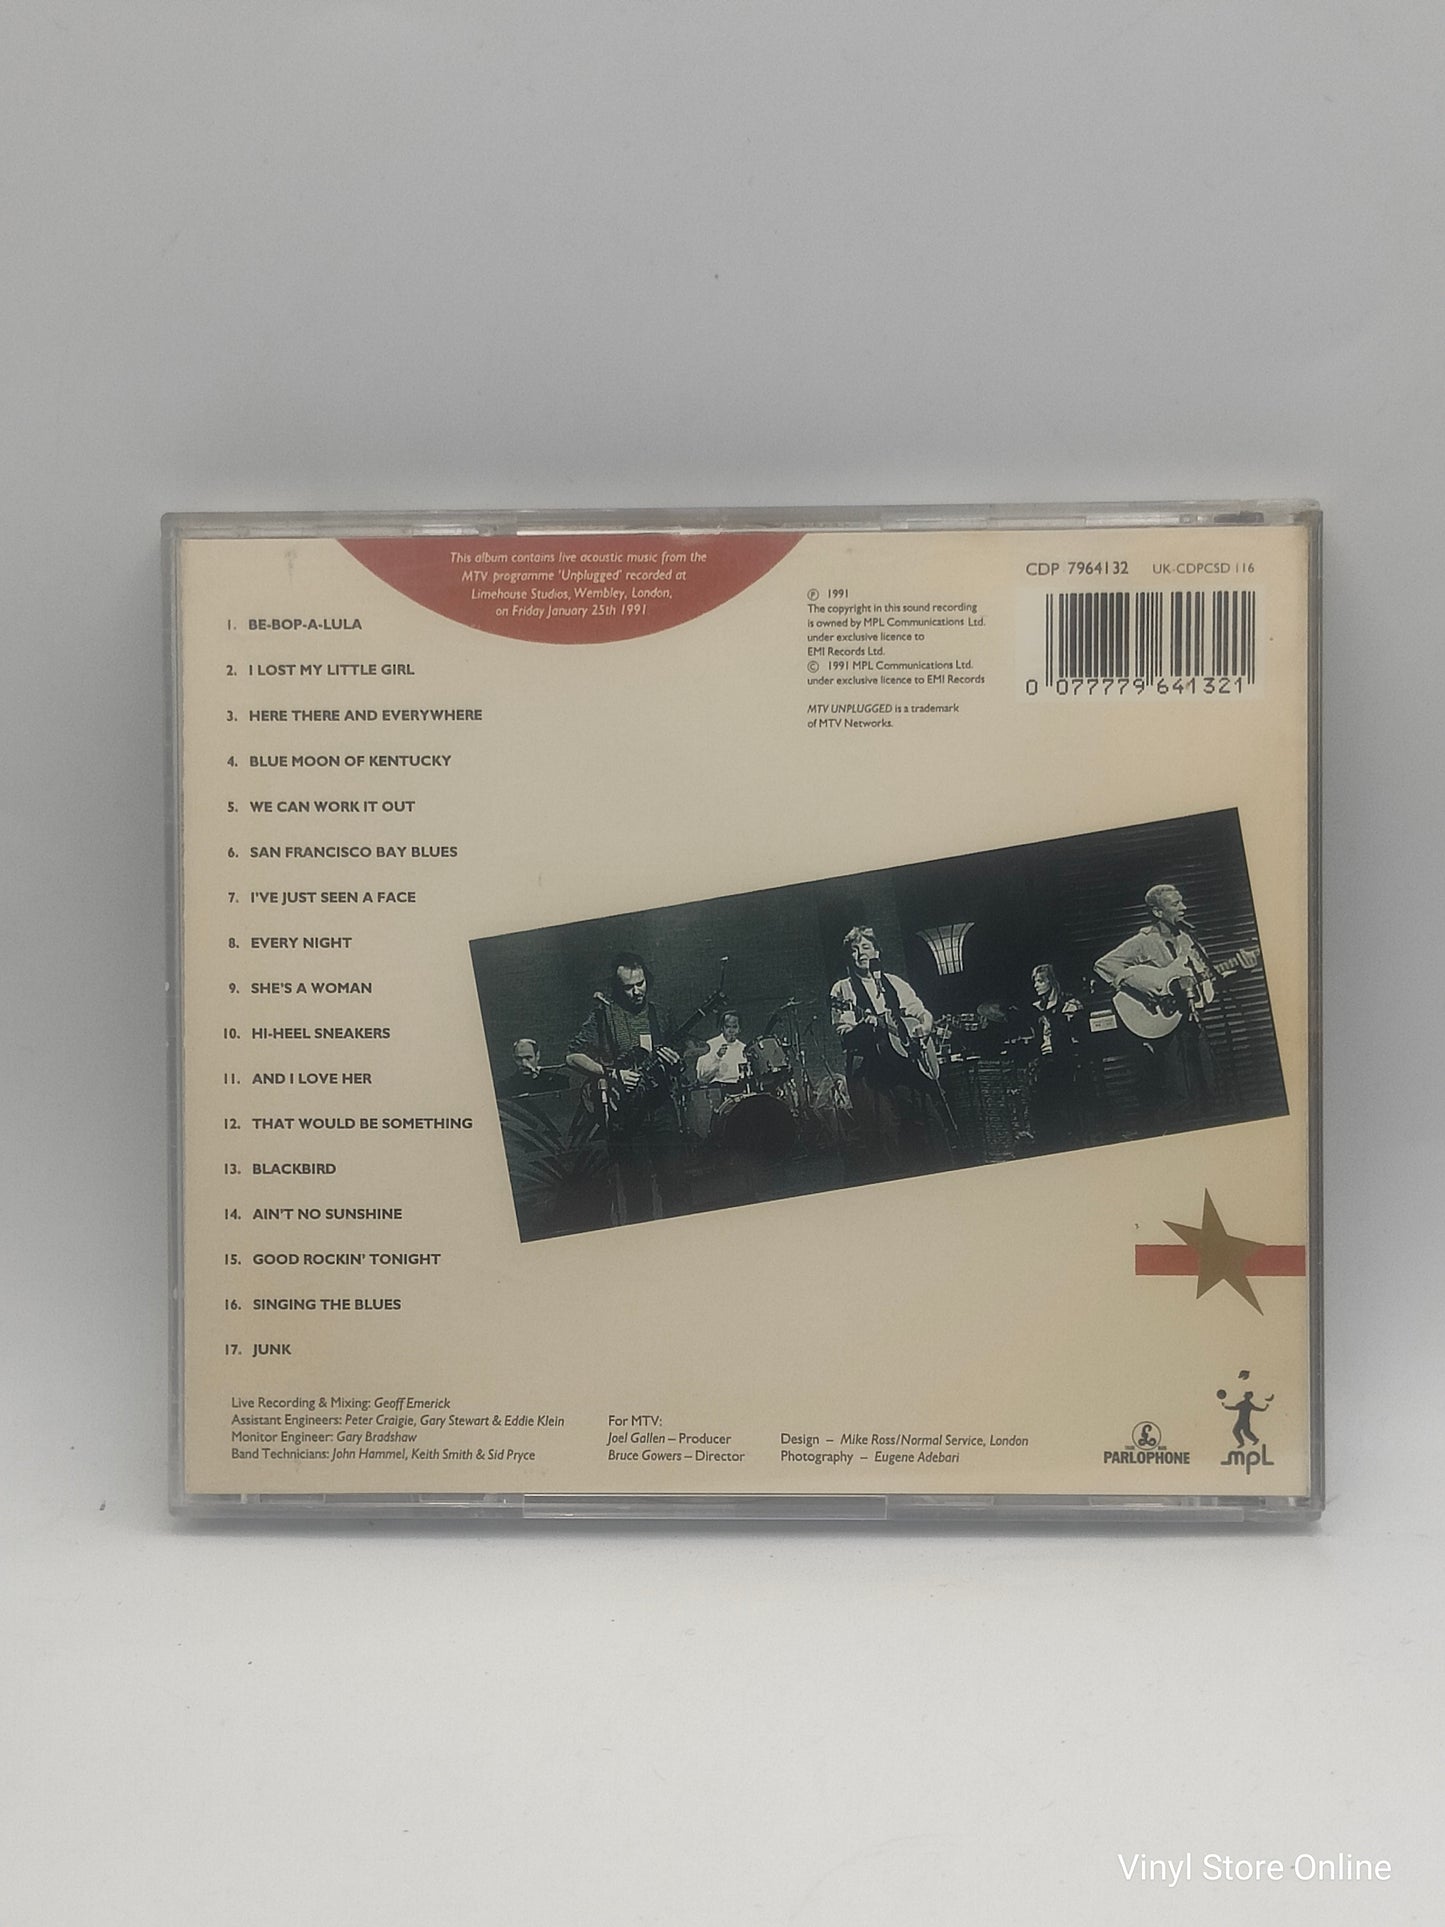 This album contains live acoustic music from the
MTV programme 'Unplugged' recorded at
Limehouse Studios, Wembley, London,
on Friday January 25th 1991
1. BE-BOP-A-LULA
2. I LOST MY LITTLE GIRL
3. HERE THERE AND EVERYWHERE
4. BLUE MOON OF KENTUCKY
5. WE CAN WORK IT OUT
6. SAN FRANCISCO BAY BLUES
7. I'VE JUST SEEN A FACE
8. EVERY NIGHT
9. SHE'S A WOMAN
10. HI-HEEL SNEAKERS
11. AND I LOVE HER
12. THAT WOULD BE SOMETHING
13. BLACKBIRD
14. AIN'T NO SUNSHINE
15. GOOD ROCKIN' TONIGHT
16. SINGING THE BLUES
17. JUNK
℗ 1991
The copyright in this sound recording
is owned by MPL Communications Ltd.
under exclusive licence to
EMI Records Ltd.
© 1991 MPL Communications Ltd.
under exclusive licence to EMI Records
MTV UNPLUGGED is a trademark
of MTV Networks.
CDP 7964132 UK-CDPCSD 116
0 077779 641321
Live Recording & Mixing: Geoff Emerick
Assistant Engineers: Peter Craigie, Gary Stewart & Eddie Klein
Monitor Engineer: Gary Bradshaw
Band Technicians: John Hammel, Keith Smith & Sid Pryce
For MTV:
Joel Gallen – Producer
Bruce Gowers – Director
Design – Mike Ross/Normal Service, London
Photography – Eugene Adebari
£
PARLOPHONE
mpl
Vinyl Store Online